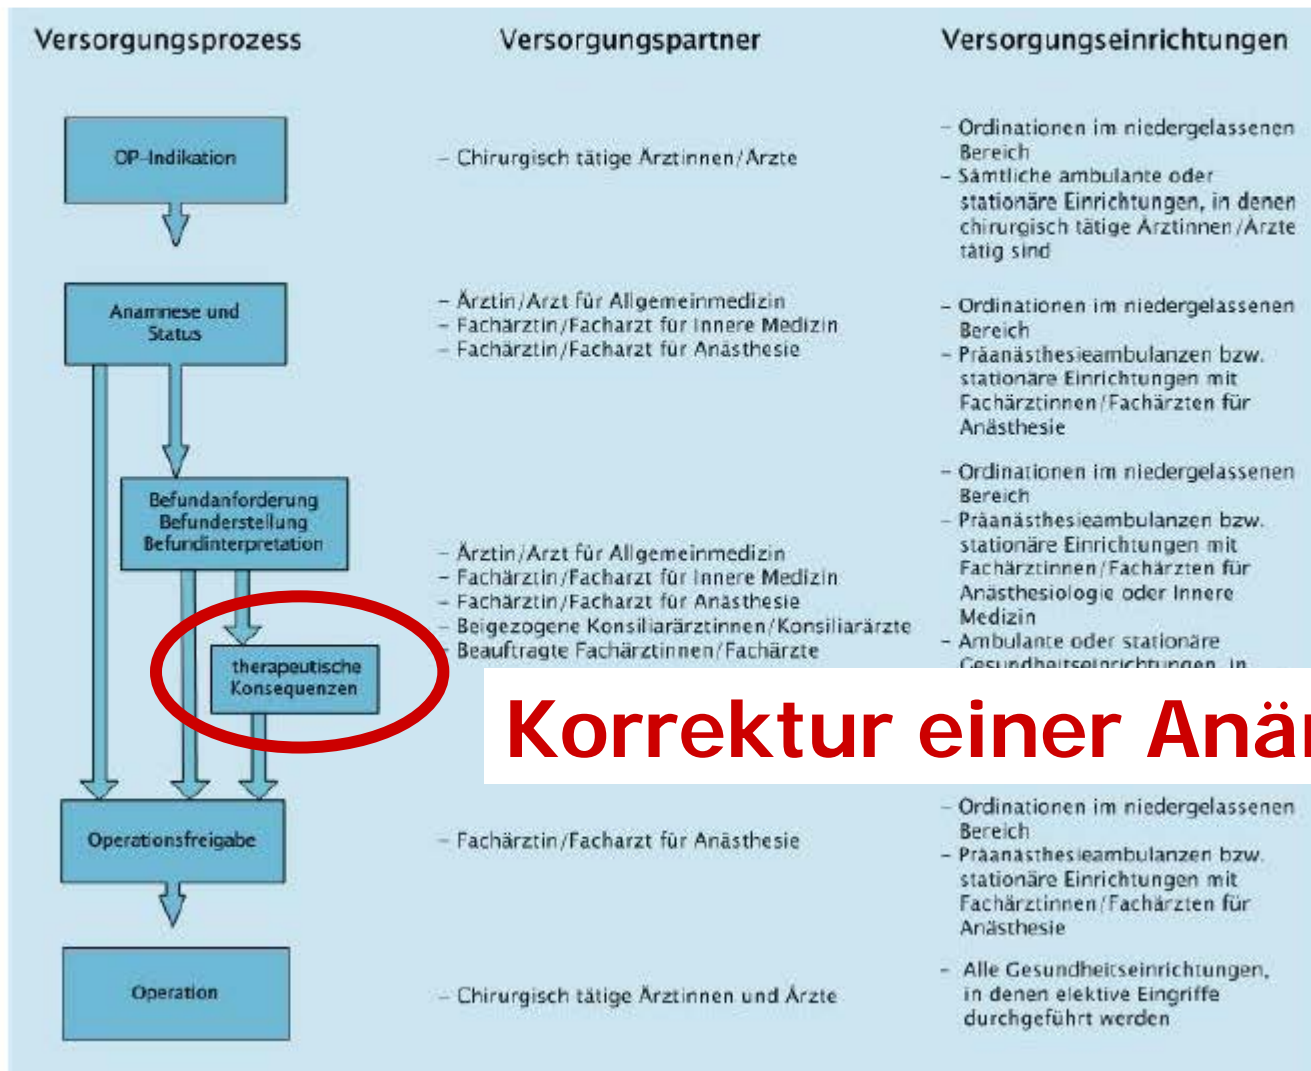 Versorgungsprozess
Versorgungspartner
Versorgungseinrichtungen
OP-Indikation
– Chirurgisch tätige Ärztinnen/Ärzte
– Ordinationen im niedergelassenen
Bereich
– Sämtliche ambulante oder
stationäre Einrichtungen, in denen
chirurgisch tätige Ärztinnen/Ärzte
tätig sind
Anamnese und
Status
– Ärztin/Arzt für Allgemeinmedizin
– Fachärztin/Facharzt für Innere Medizin
– Fachärztin/Facharzt für Anästhesie
– Ordinationen im niedergelassenen
Bereich
– Präanästhesieambulanzen bzw.
stationäre Einrichtungen mit
Fachärztinnen/Fachärzten für
Anästhesie
Befundanforderung
Befunderstellung
Befundinterpretation
– Ärztin/Arzt für Allgemeinmedizin
– Fachärztin/Facharzt für Innere Medizin
– Fachärztin/Facharzt für Anästhesie
– Beigezogene Konsiliarärztinnen/Konsiliarärzte
– Beauftragte Fachärztinnen/Fachärzte
– Ordinationen im niedergelassenen
Bereich
– Präanästhesieambulanzen bzw.
stationäre Einrichtungen mit
Fachärztinnen/Fachärzten für
Anästhesiologie oder Innere
Medizin
– Ambulante oder stationäre
Gesundheitseinrichtungen, in
therapeutische
Konsequenzen
Korrektur einer Anä
Operationsfreigabe
– Fachärztin/Facharzt für Anästhesie
– Ordinationen im niedergelassenen
Bereich
– Präanästhesieambulanzen bzw.
stationäre Einrichtungen mit
Fachärztinnen/Fachärzten für
Anästhesie
Operation
– Chirurgisch tätige Ärztinnen und Ärzte
– Alle Gesundheitseinrichtungen,
in denen elektive Eingriffe
durchgeführt werden